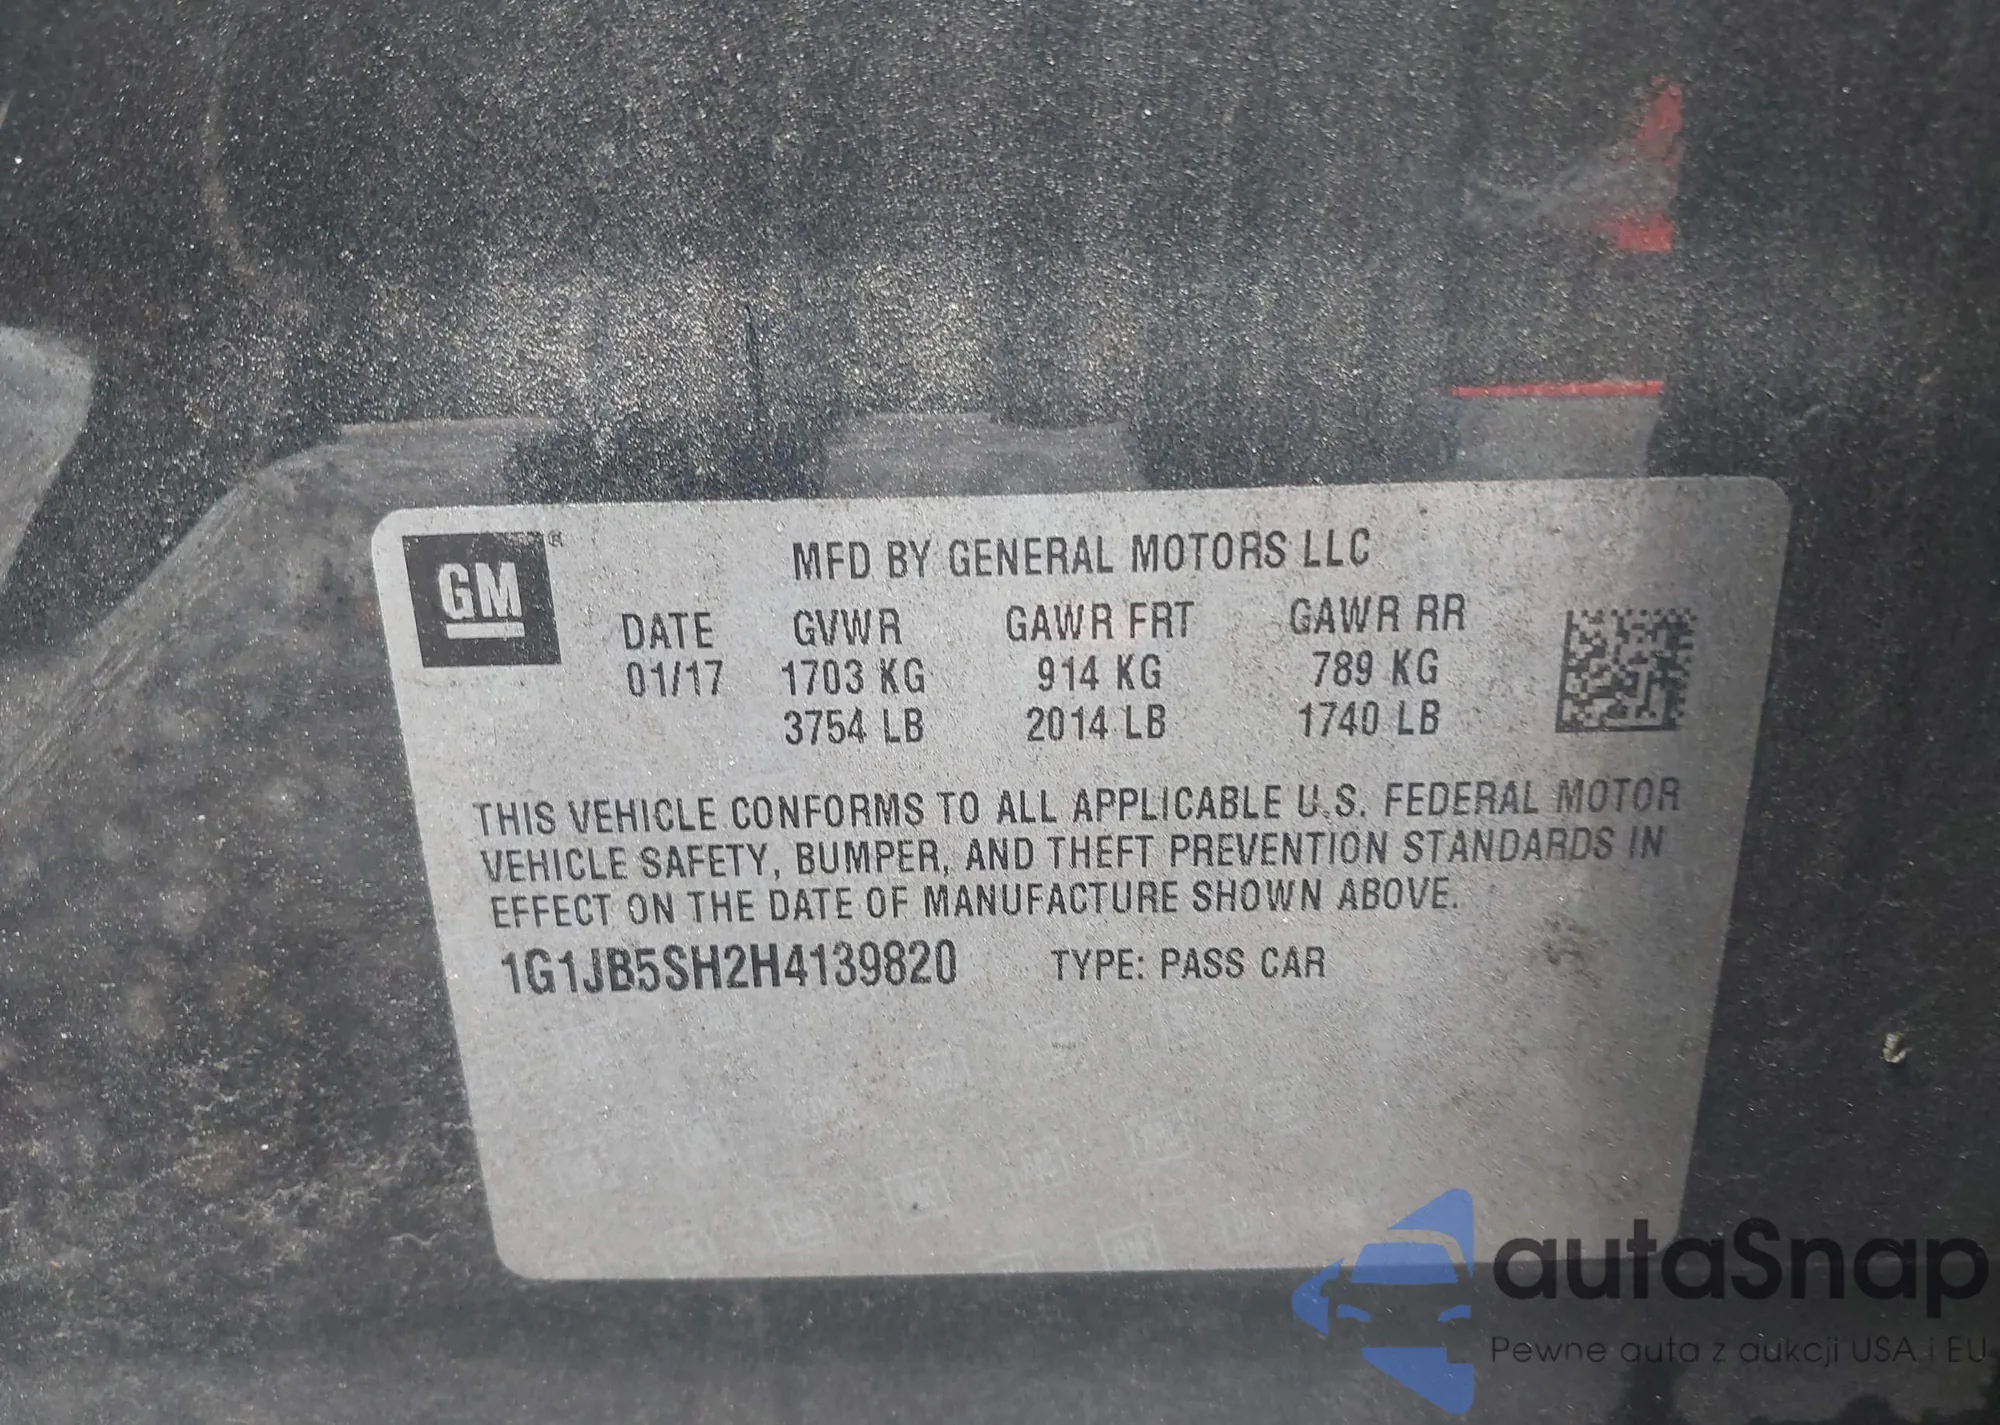 GM®
MFD BY GENERAL MOTORS LLC
DATE GVWR GAWR FRT GAWR RR
01/17 1703 KG 914 KG 789 KG
3754 LB 2014 LB 1740 LB
THIS VEHICLE CONFORMS TO ALL APPLICABLE U.S. FEDERAL MOTOR
VEHICLE SAFETY, BUMPER, AND THEFT PREVENTION STANDARDS IN
EFFECT ON THE DATE OF MANUFACTURE SHOWN ABOVE.
1G1JB5SH2H4139820 TYPE: PASS CAR
autaSnap
Pewne auta z aukcji USA i EU